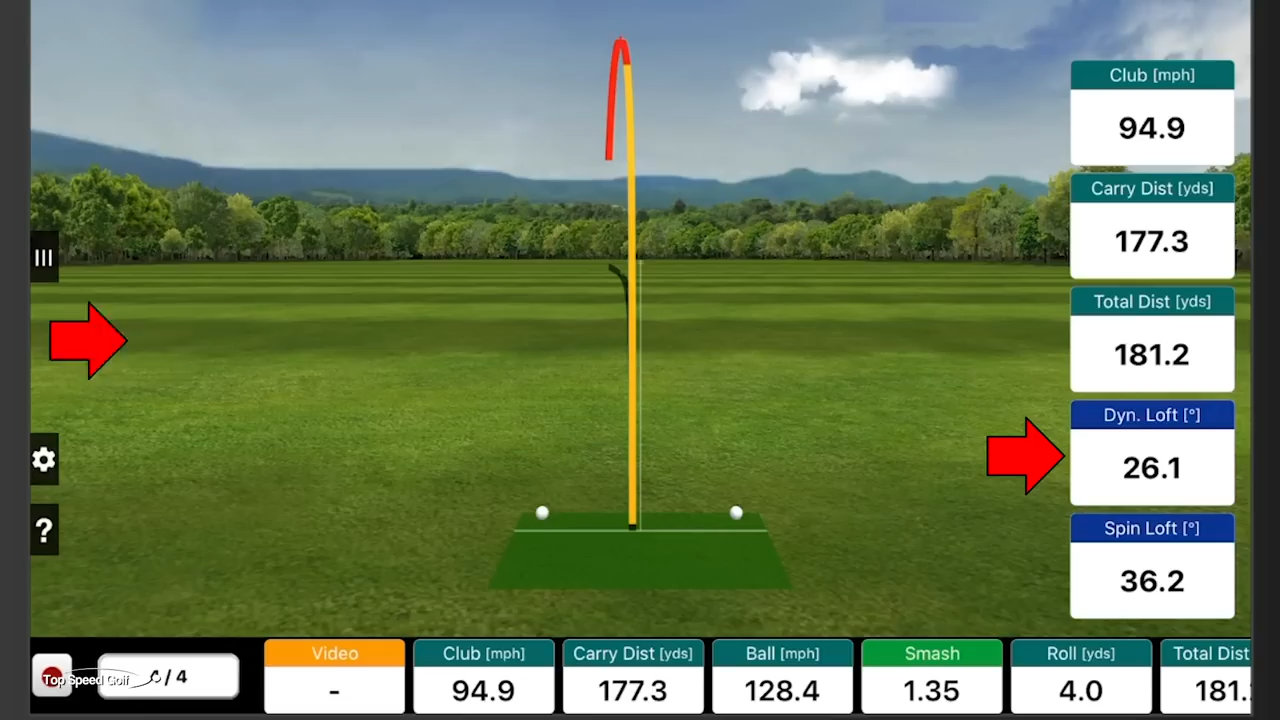 Club [mph]
94.9
Carry Dist [yds]
177.3
Total Dist [yds]
181.2
Dyn. Loft [°]
26.1
Spin Loft [°]
36.2
?
Top Speed Golf
/ 4
Video
-
Club [mph]
94.9
Carry Dist [yds]
177.3
Ball [mph]
128.4
Smash
1.35
Roll [yds]
4.0
Total Dist
181.